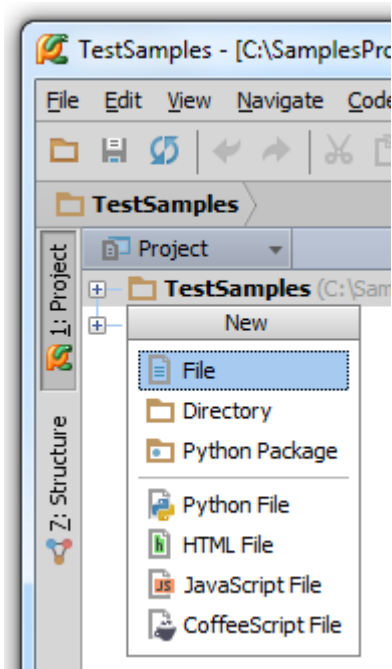 TestSamples - [C:\SamplesPro
File Edit View Navigate Code
TestSamples
1: Project
Project
TestSamples (C:\Sam
New
File
Directory
Python Package
Z: Structure
Python File
h HTML File
JS JavaScript File
CoffeeScript File